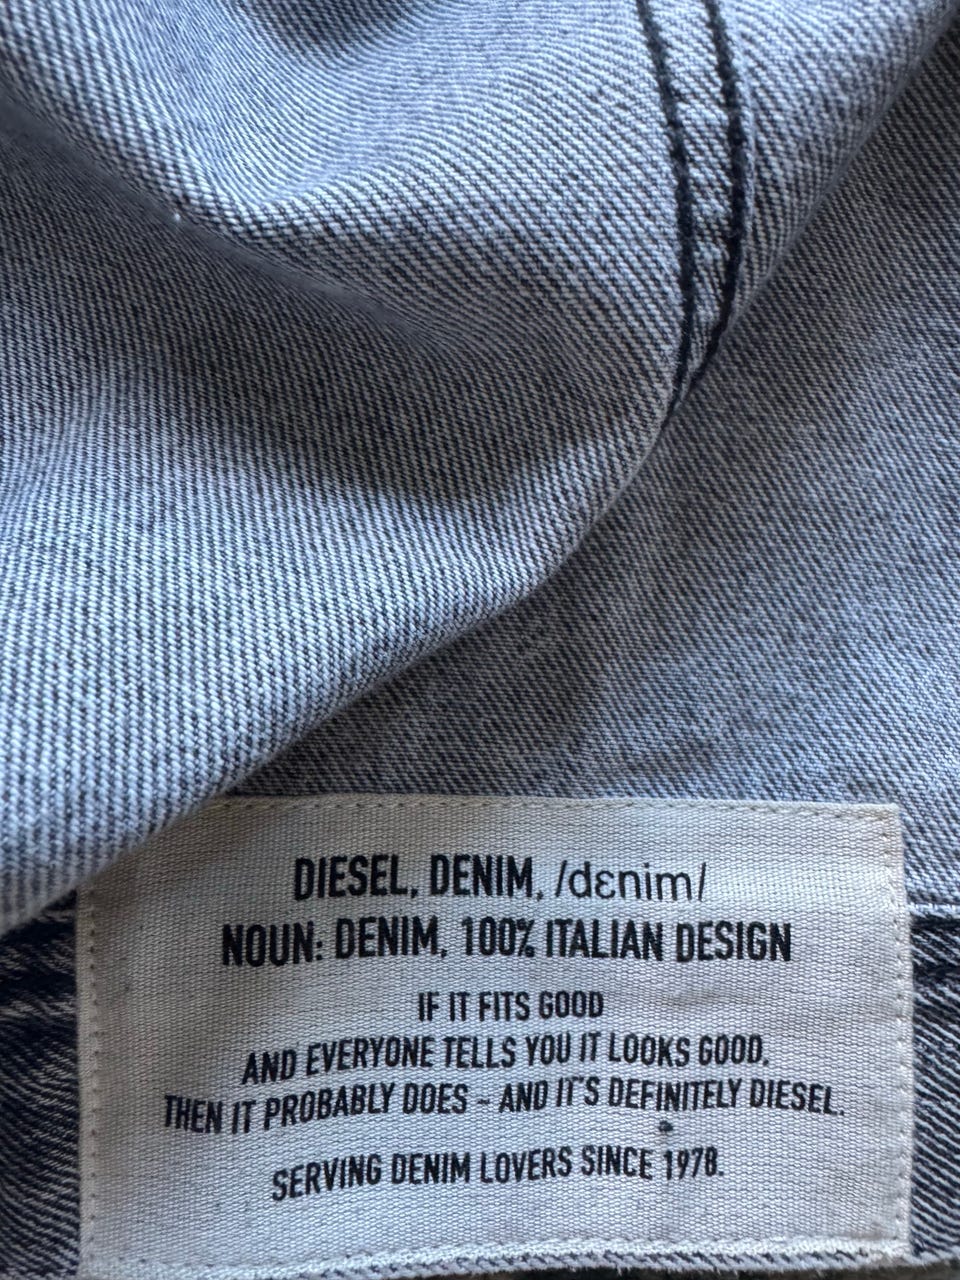 DIESEL, DENIM, /dɛnim/
NOUN: DENIM, 100% ITALIAN DESIGN
IF IT FITS GOOD
AND EVERYONE TELLS YOU IT LOOKS GOOD.
THEN IT PROBABLY DOES - AND IT'S DEFINITELY DIESEL.
SERVING DENIM LOVERS SINCE 1978.